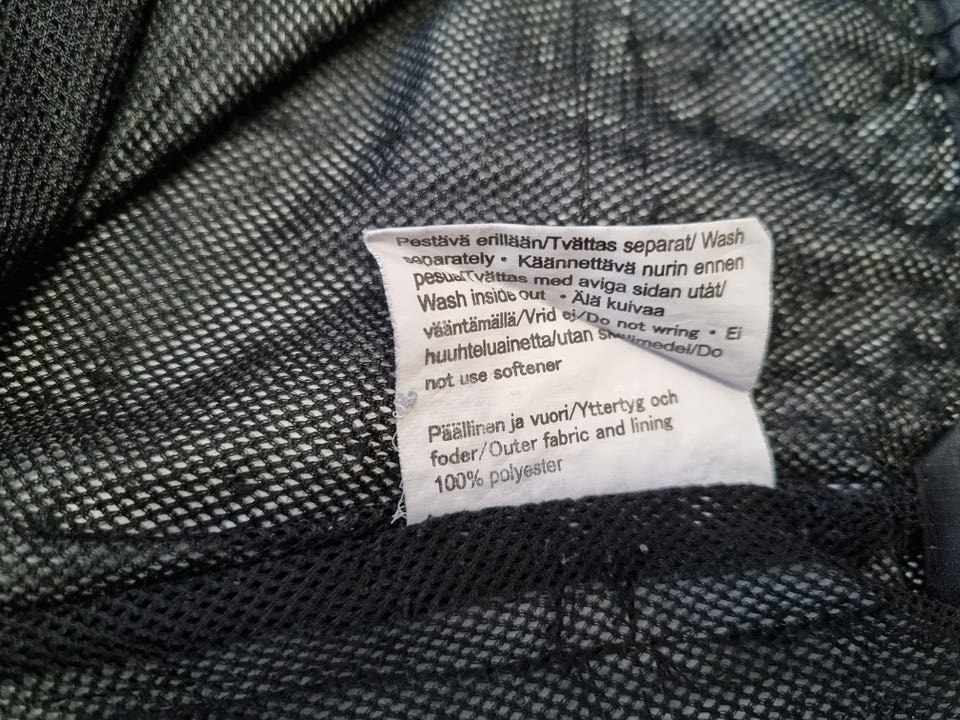 Pestävä erillään/Tvättas separat/ Wash
separately • Käännettävä nurin ennen
pesua/Tvättas med aviga sidan utåt/
Wash inside out • Älä kuivaa
vääntämällä/Vrid ej/Do not wring • Ei
huuhteluainetta/utan medel/Do
not use softener
Päällinen ja vuori/Yttertyg och
foder/Outer fabric and lining
100% polyester